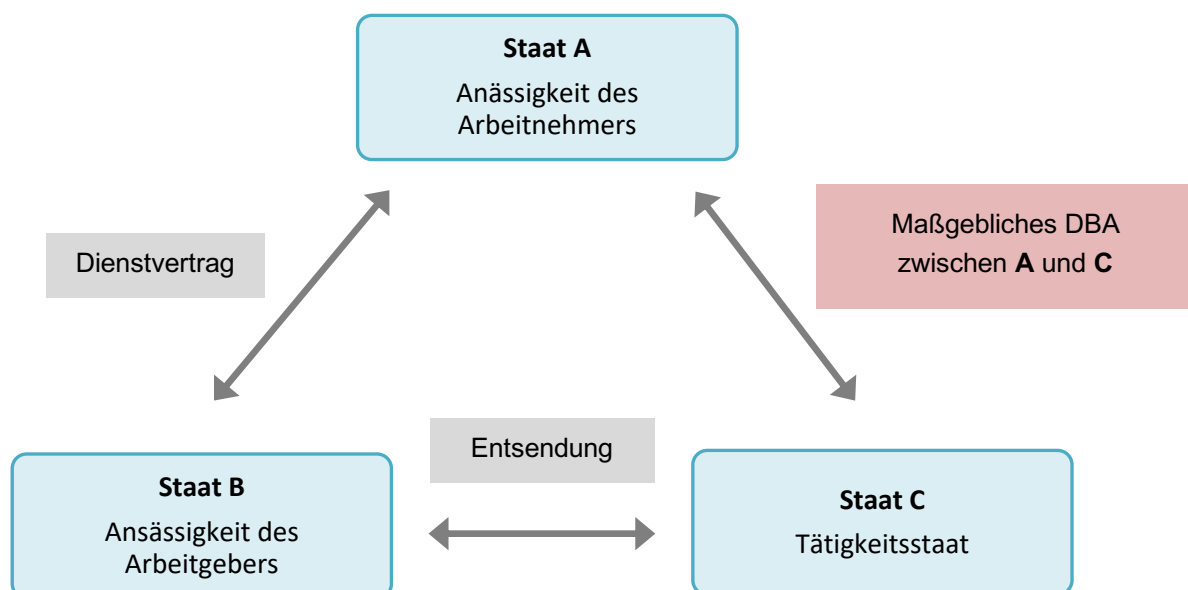 Staat A
Anässigkeit des
Arbeitnehmers
Dienstvertrag
Maßgebliches DBA
zwischen A und C
Entsendung
Staat B
Ansässigkeit des
Arbeitgebers
Staat C
Tätigkeitsstaat